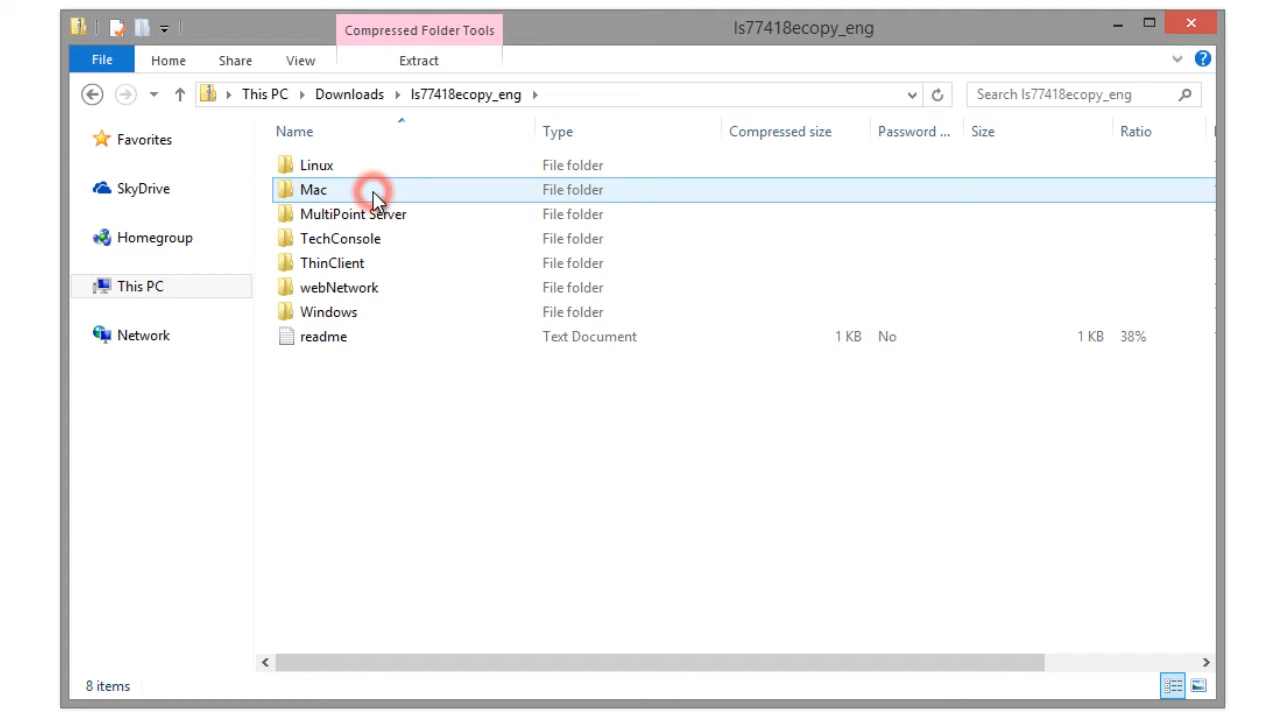 Compressed Folder Tools
ls77418ecopy_eng
File Home Share View Extract
This PC Downloads ls77418ecopy_eng Search ls77418ecopy_eng
Name Type Compressed size Password ... Size Ratio
Favorites
SkyDrive
Homegroup
This PC
Network
Linux File folder
Mac File folder
MultiPoint Server File folder
TechConsole File folder
ThinClient File folder
webNetwork File folder
Windows File folder
readme Text Document 1 KB No 1 KB 38%
8 items